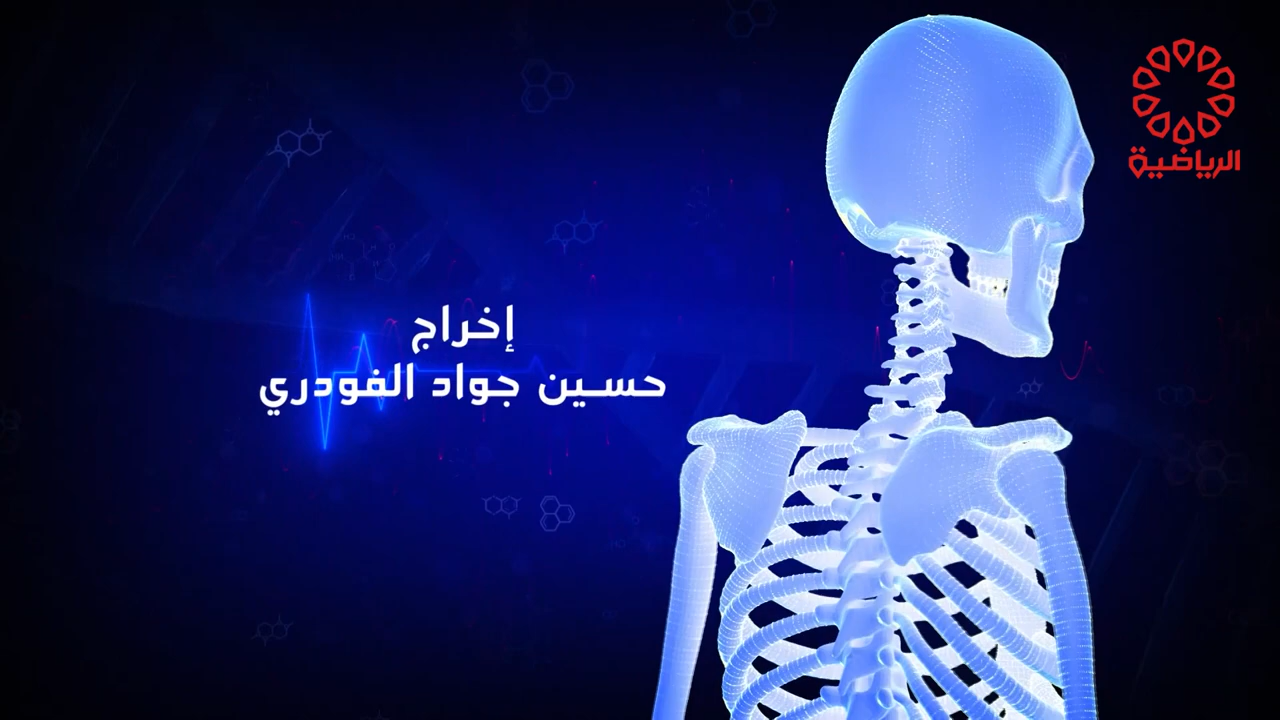 الرياضية
إخراج
حسين جواد الفودري